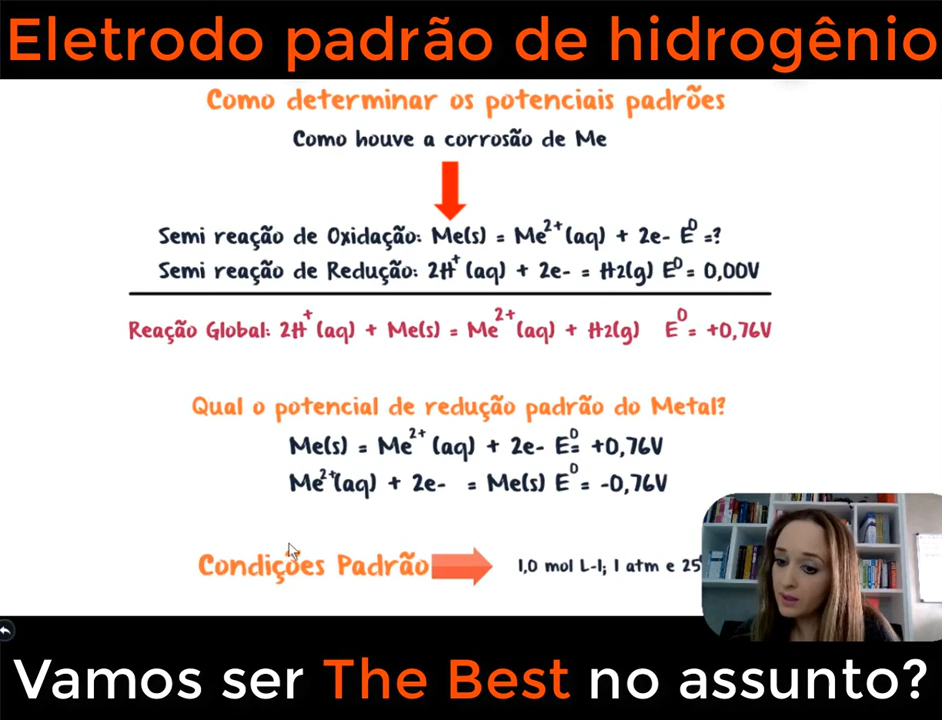 Eletrodo padrão de hidrogênio
Como determinar os potenciais padrões
Como houve a corrosão de Me
Semi reação de Oxidação: Me(s) = Me²⁺(aq) + 2e- E⁰ =?
Semi reação de Redução: 2H⁺(aq) + 2e- = H2(g) E⁰= 0,00V
Reação Global: 2H⁺(aq) + Me(s) = Me²⁺(aq) + H2(g) E⁰= +0,76V
Qual o potencial de redução padrão do Metal?
Me(s) = Me²⁺(aq) + 2e- E⁰= +0,76V
Me²⁺(aq) + 2e- = Me(s) E⁰= -0,76V
Condições Padrão 1,0 mol L-1; 1 atm e 25
Vamos ser The Best no assunto?